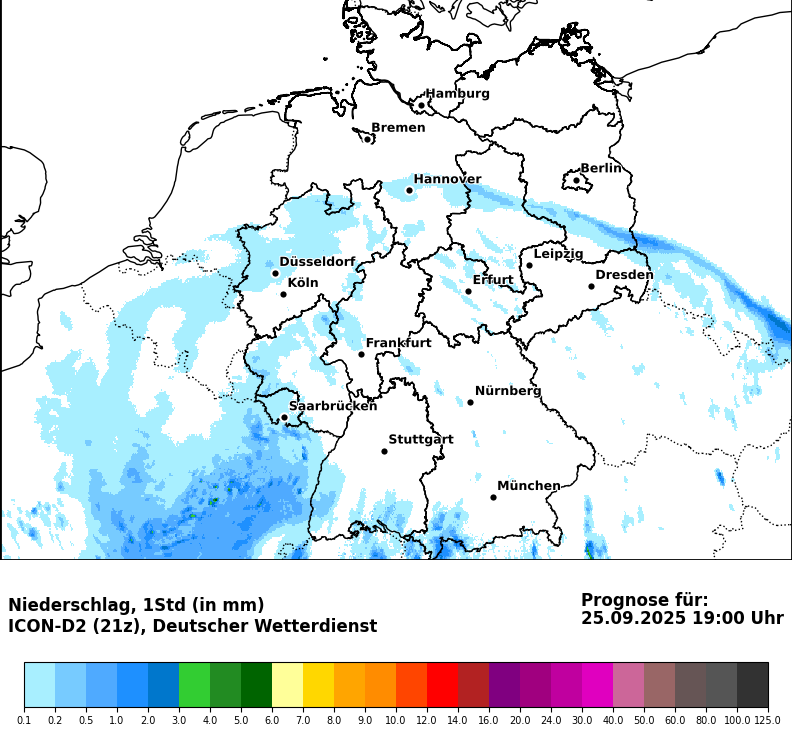 Hamburg
Bremen
Berlin
Hannover
Düsseldorf
Leipzig
Köln
Erfurt
Dresden
Frankfurt
Nürnberg
Saarbrücken
Stuttgart
München
Niederschlag, 1Std (in mm)
ICON-D2 (21z), Deutscher Wetterdienst
Prognose für:
25.09.2025 19:00 Uhr
0.1 0.2 0.5 1.0 2.0 3.0 4.0 5.0 6.0 7.0 8.0 9.0 10.0 12.0 14.0 16.0 20.0 24.0 30.0 40.0 50.0 60.0 80.0 100.0 125.0